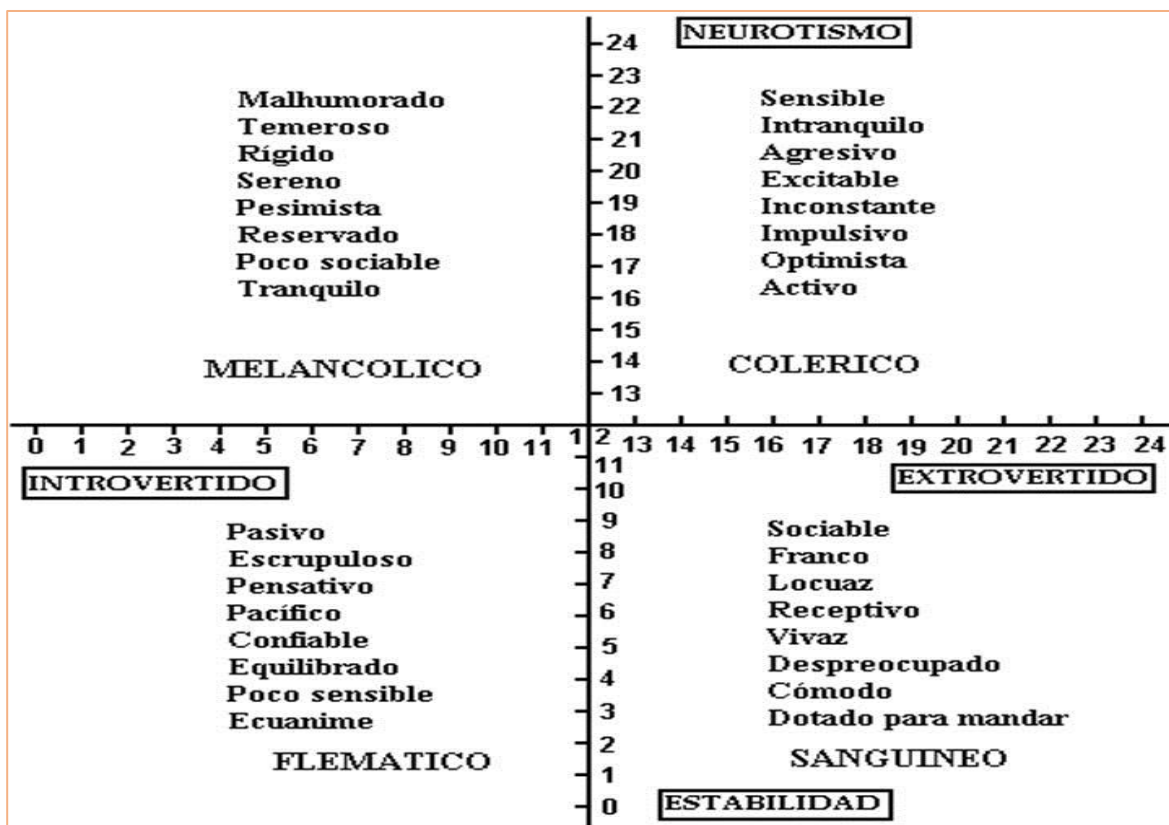 NEUROTISMO
24
23
22
21
20
19
18
17
16
15
14
13
Malhumorado
Temeroso
Rígido
Sereno
Pesimista
Reservado
Poco sociable
Tranquilo
MELANCOLICO
Sensible
Intranquilo
Agresivo
Excitable
Inconstante
Impulsivo
Optimista
Activo
COLERICO
0 1 2 3 4 5 6 7 8 9 10 11 12 13 14 15 16 17 18 19 20 21 22 23 24
INTROVERTIDO
EXTROVERTIDO
Pasivo
Escrupuloso
Pensativo
Pacífico
Confiable
Equilibrado
Poco sensible
Ecuanime
FLEMATICO
11
10
9
8
7
6
5
4
3
2
1
0
Sociable
Franco
Locuaz
Receptivo
Vivaz
Despreocupado
Cómodo
Dotado para mandar
SANGUINEO
ESTABILIDAD